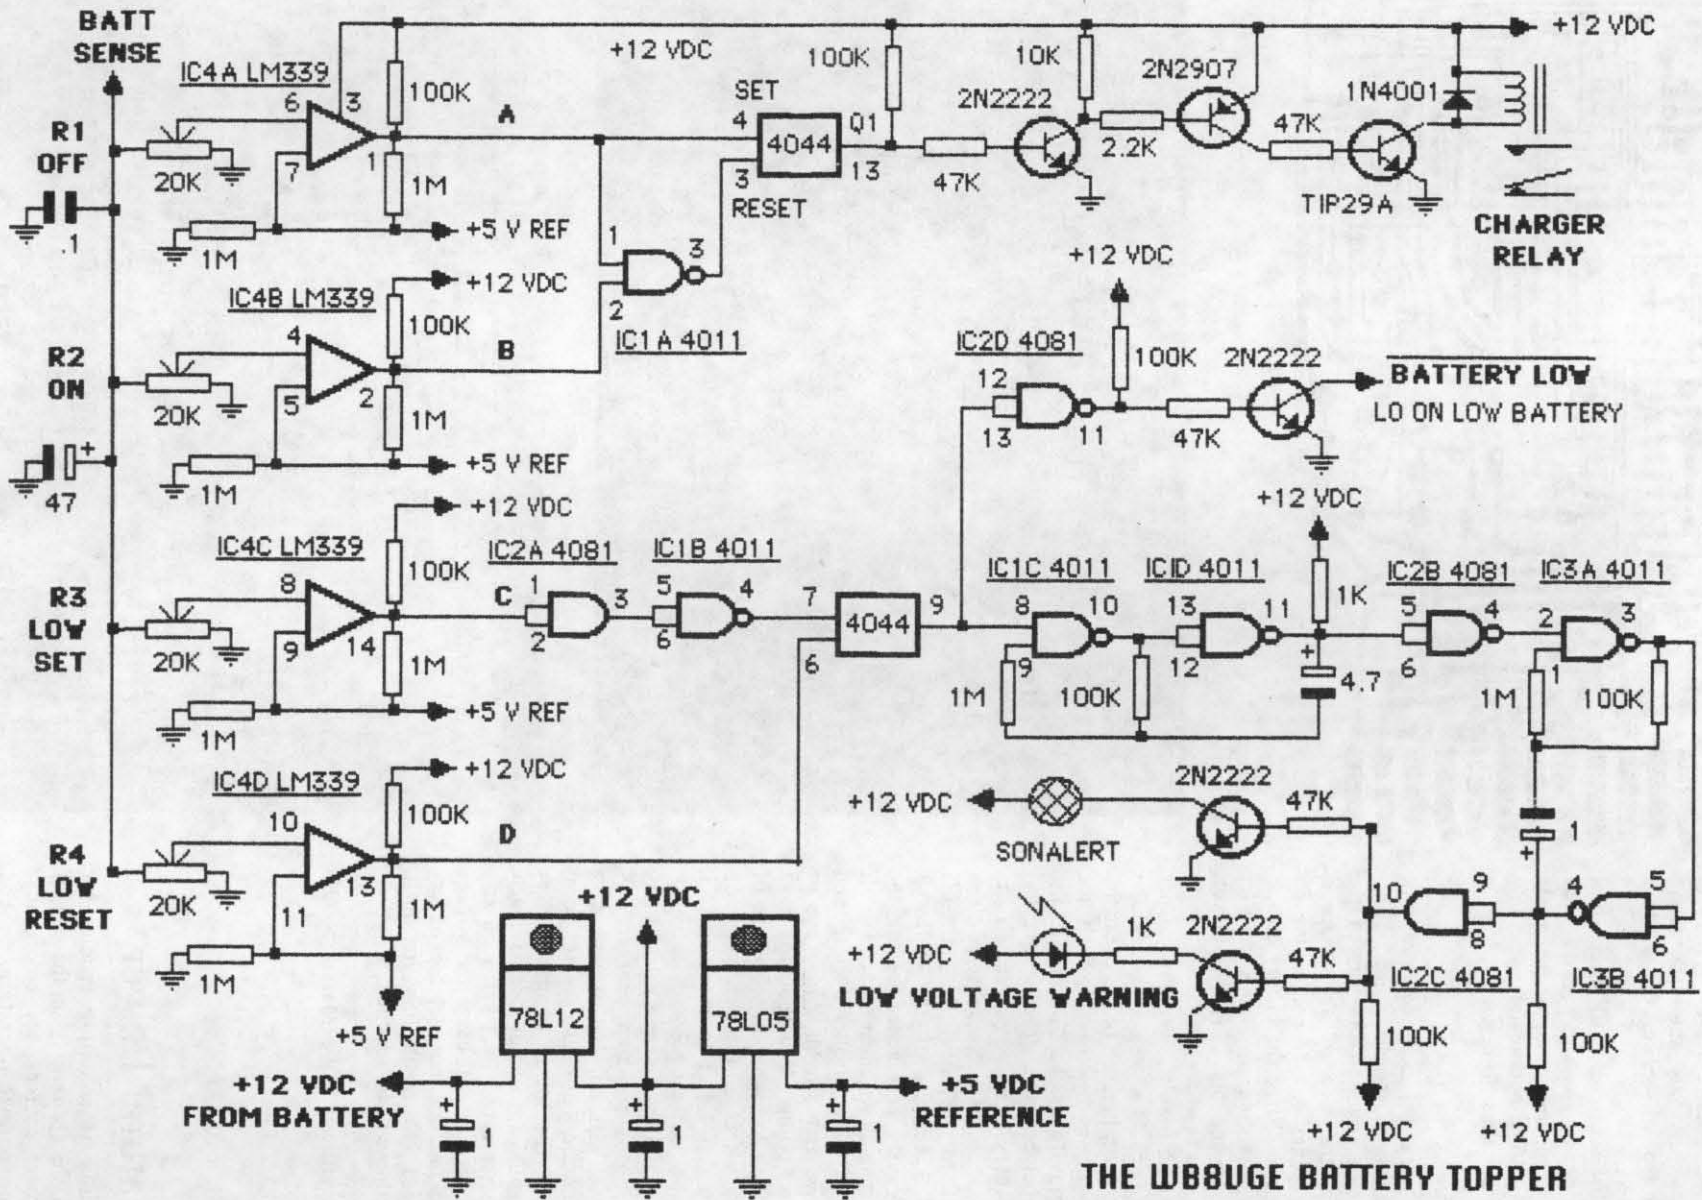 BATT
SENSE
IC4A LM339
6
3
7
1
100K
1M
R1
OFF
20K
.1
1M
+5 V REF
A
+12 VDC
SET
4
4044
3
RESET
Q1
13
100K
47K
2N2222
10K
2.2K
2N2907
47K
TIP29A
1N4001
+12 VDC
CHARGER
RELAY
+12 VDC
IC4B LM339
100K
B
4
5
2
R2
ON
20K
1M
1M
+5 V REF
47
+
1
2
3
IC1A 4011
+12 VDC
IC2D 4081
12
13
11
100K
47K
2N2222
BATTERY LOW
LO ON LOW BATTERY
+12 VDC
IC4C LM339
100K
8
9
14
R3
LOW
SET
20K
1M
1M
+5 V REF
C
IC2A 4081
1
2
3
IC1B 4011
5
6
4
7
6
4044
9
IC1C 4011
8
9
10
1M
100K
IC1D 4011
13
12
11
+12 VDC
1K
+
4.7
IC2B 4081
5
6
4
IC3A 4011
2
1
3
1M
100K
+12 VDC
IC4D LM339
100K
10
11
13
D
R4
LOW
RESET
20K
1M
1M
+5 V REF
+12 VDC
SONALERT
2N2222
47K
+12 VDC
1K
2N2222
47K
LOW VOLTAGE WARNING
10
9
8
IC2C 4081
1
+
4
5
6
IC3B 4011
100K
+12 VDC
100K
+12 VDC
+12 VDC
78L12
78L05
+12 VDC
FROM BATTERY
+
1
+
1
+
1
+5 VDC
REFERENCE
THE WB8VGE BATTERY TOPPER